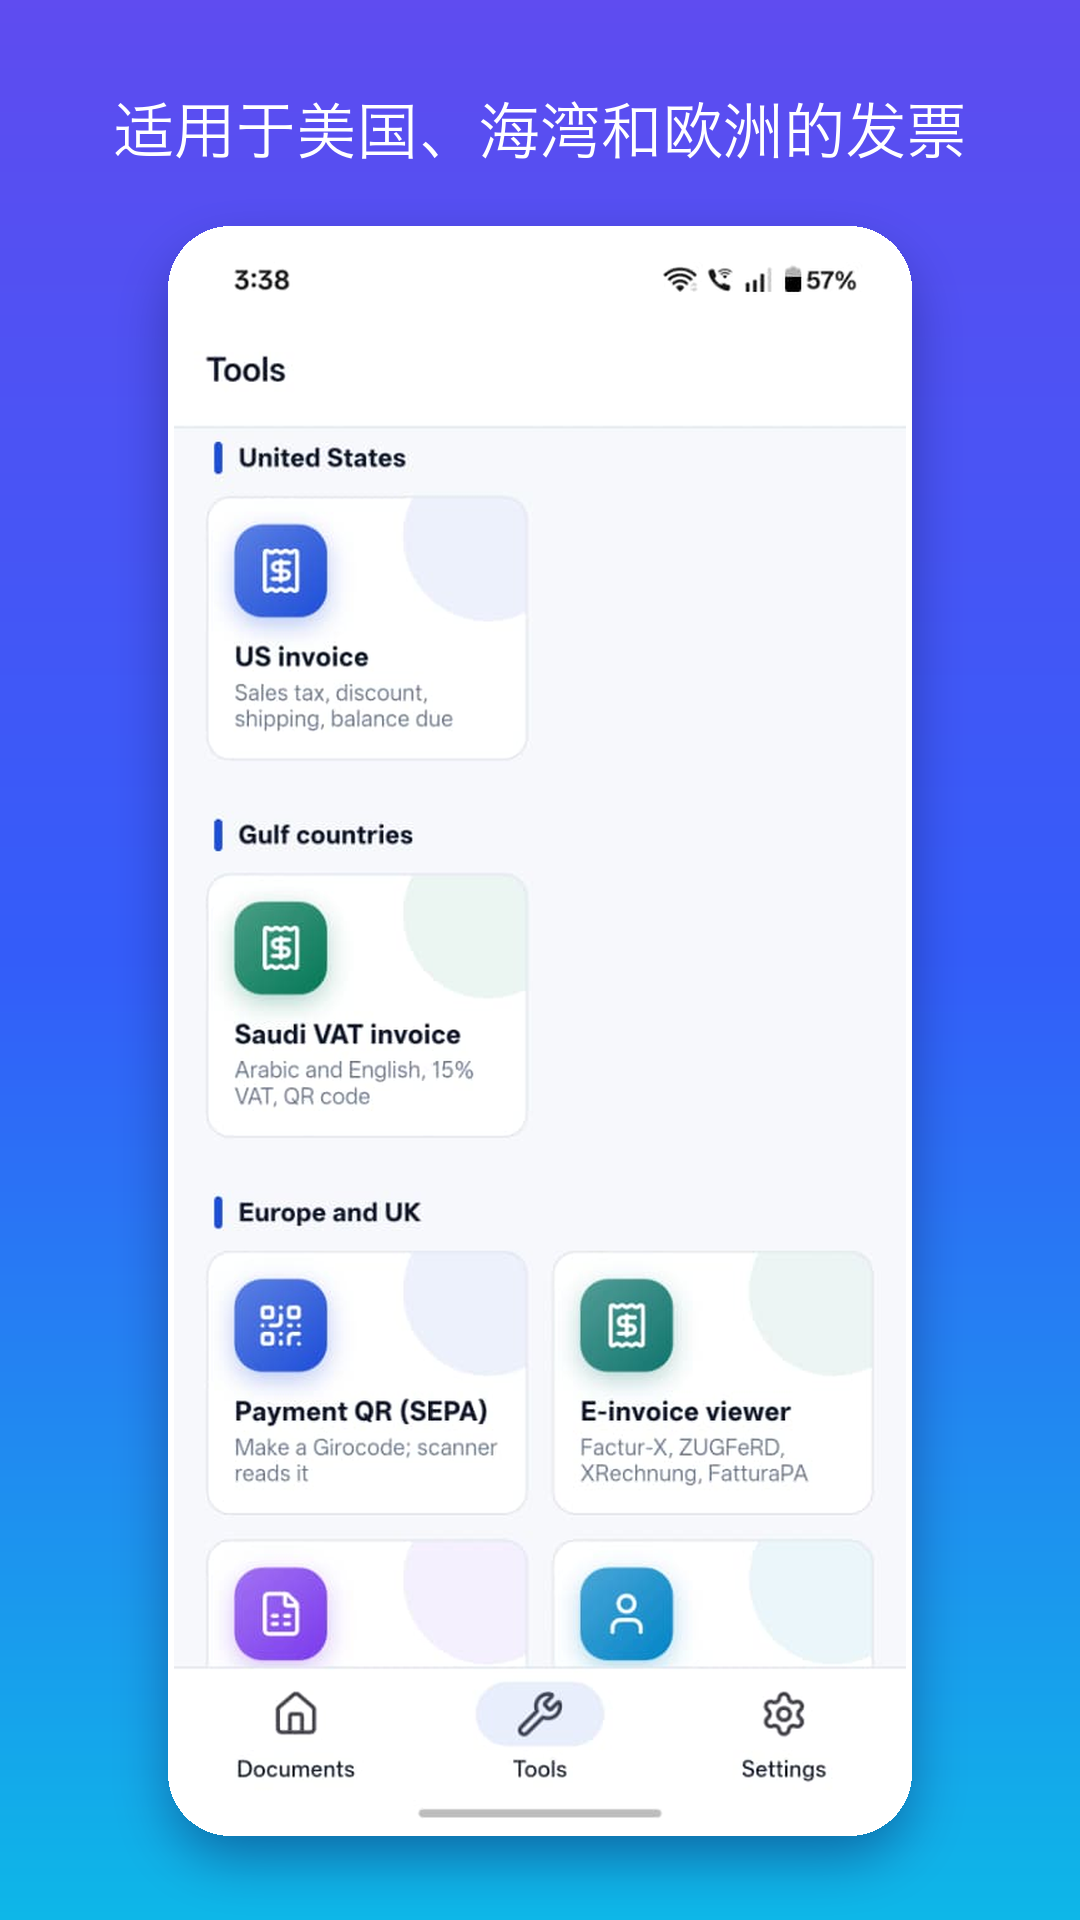 适用于美国、海湾和欧洲的发票
3:38
57%
Tools
United States
US invoice
Sales tax, discount,
shipping, balance due
Gulf countries
Saudi VAT invoice
Arabic and English, 15%
VAT, QR code
Europe and UK
Payment QR (SEPA)
Make a Girocode; scanner
reads it
E-invoice viewer
Factur-X, ZUGFeRD,
XRechnung, FatturaPA
Documents
Tools
Settings